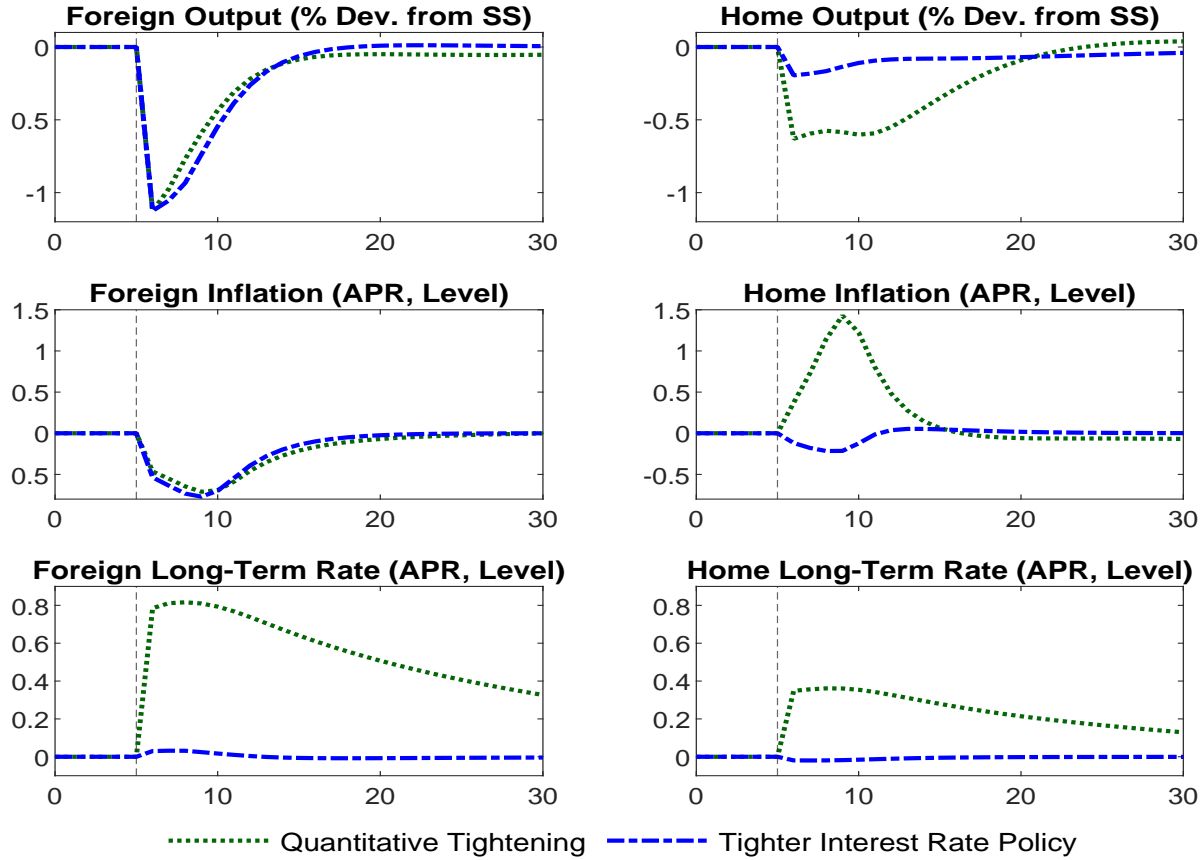 Foreign Output (% Dev. from SS)
0
0.5
-1
0 10 20 30
Home Output (% Dev. from SS)
0
-0.5
-1
0 10 20 30
Foreign Inflation (APR, Level)
1.5
1
0.5
0
0.5
0 10 20 30
Home Inflation (APR, Level)
1.5
1
0.5
0
-0.5
0 10 20 30
Foreign Long-Term Rate (APR, Level)
0.8
0.6
0.4
0.2
0
0 10 20 30
Home Long-Term Rate (APR, Level)
0.8
0.6
0.4
0.2
0
0 10 20 30
Quantitative Tightening Tighter Interest Rate Policy